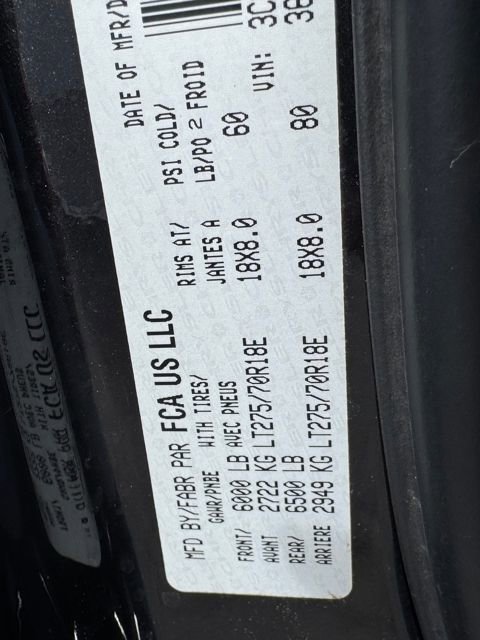 MFD BY/FABR PAR FCA US LLC DATE OF MFR/D
GAWR/PNBE WITH TIRES/ RIMS AT/ PSI COLD/
AVEC PNEUS JANTES A LB/PO 2 FROID
FRONT/ 6000 LB
AVANT 2722 KG LT275/70R18E 18X8.0 60
REAR/ 6500 LB
ARRIERE 2949 KG LT275/70R18E 18X8.0 80
VIN: 3C